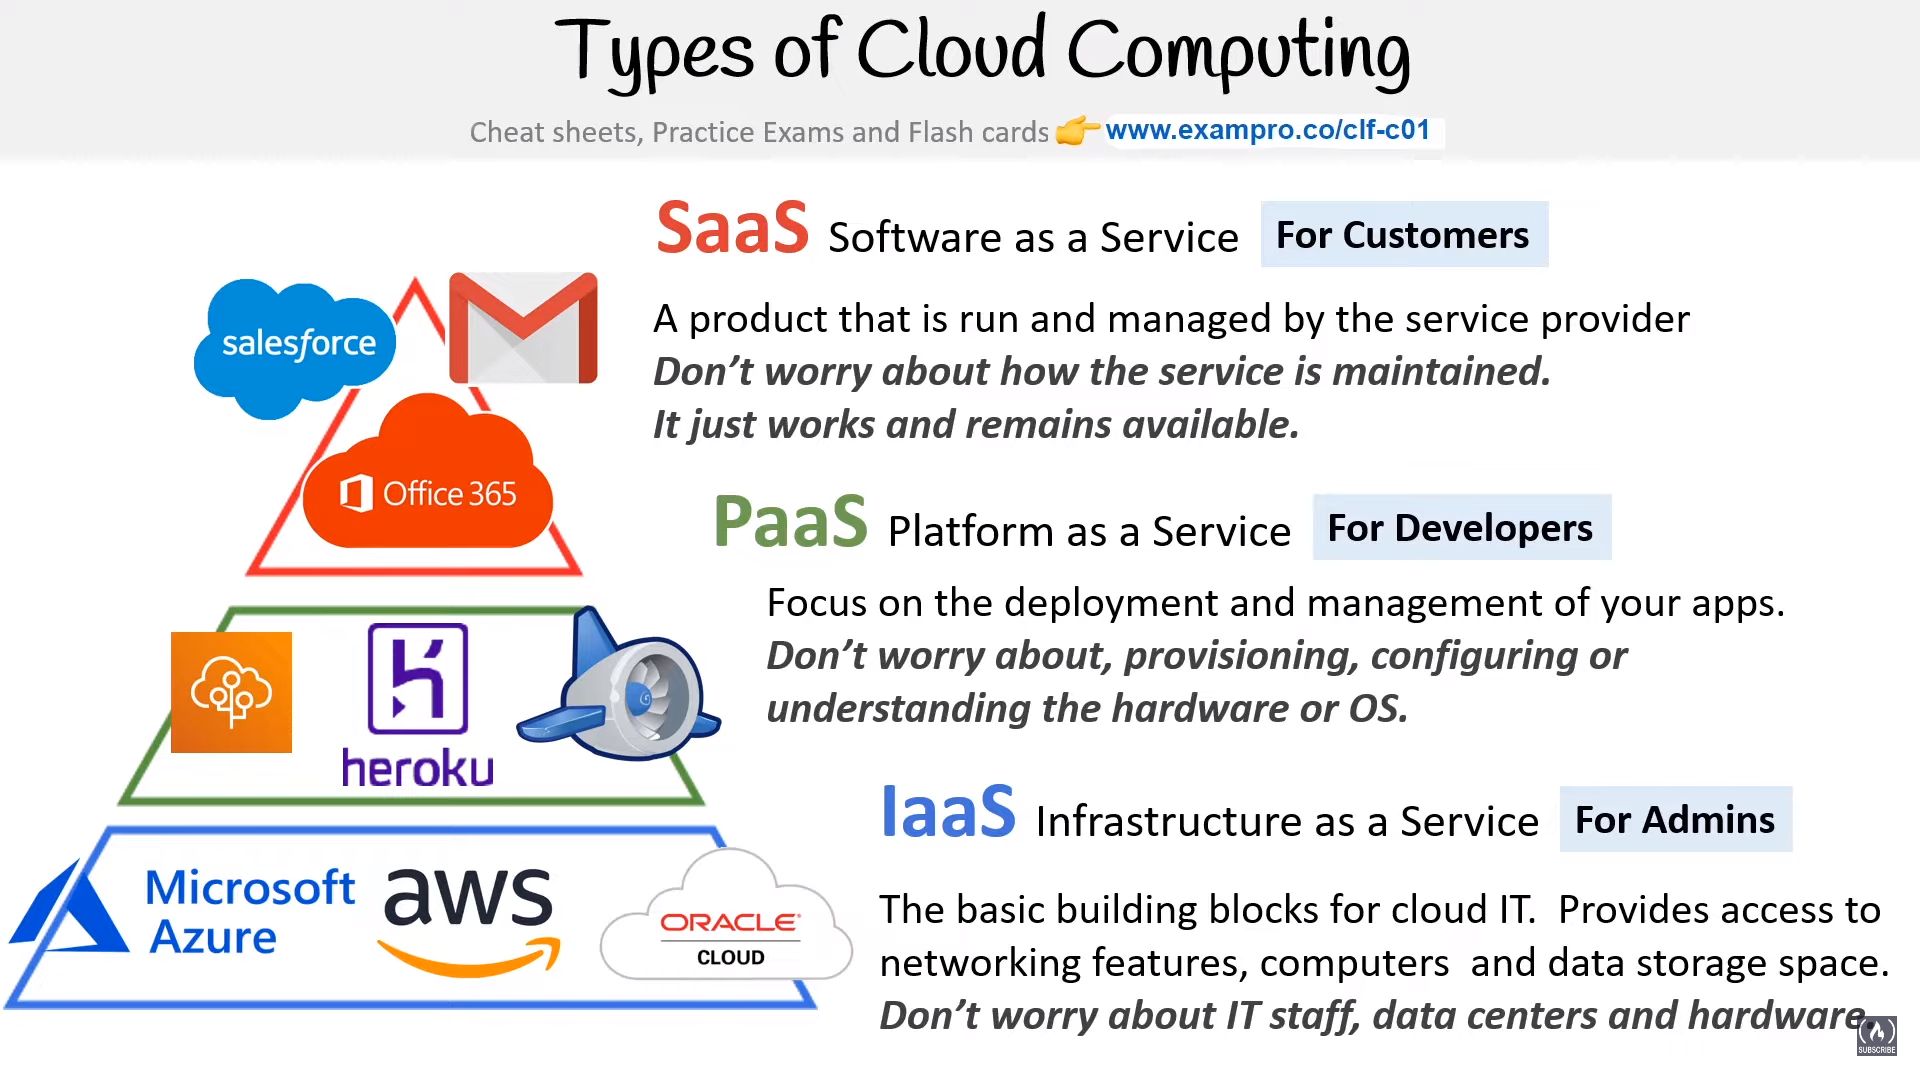 Types of Cloud Computing
Cheat sheets, Practice Exams and Flash cards 👉 www.exampro.co/clf-c01
SaaS Software as a Service For Customers
A product that is run and managed by the service provider
Don’t worry about how the service is maintained.
It just works and remains available.
salesforce
Office 365
PaaS Platform as a Service For Developers
Focus on the deployment and management of your apps.
Don’t worry about, provisioning, configuring or
understanding the hardware or OS.
heroku
IaaS Infrastructure as a Service For Admins
The basic building blocks for cloud IT.  Provides access to
networking features, computers  and data storage space.
Don’t worry about IT staff, data centers and hardware.
Microsoft
Azure
aws
ORACLE
CLOUD
SUBSCRIBE